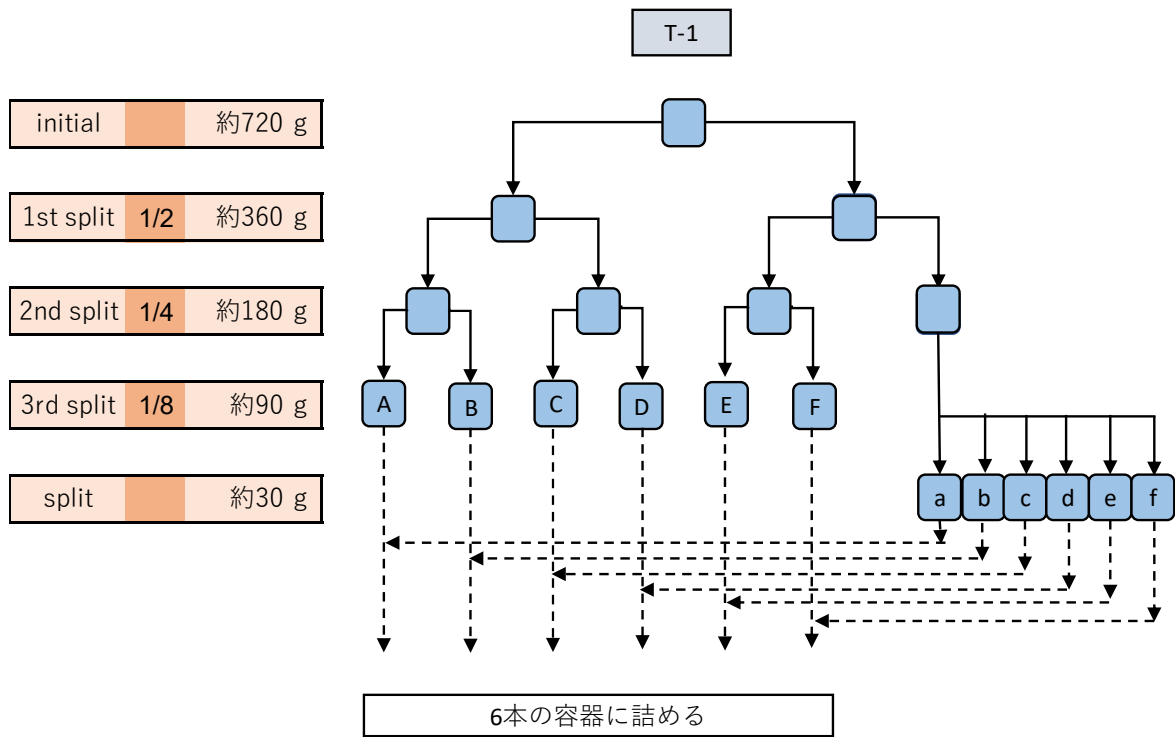 T-1
initial 約720 g
1st split 1/2 約360 g
2nd split 1/4 約180 g
3rd split 1/8 約90 g
A B C D E F
split 約30 g
a b c d e f
6本の容器に詰める